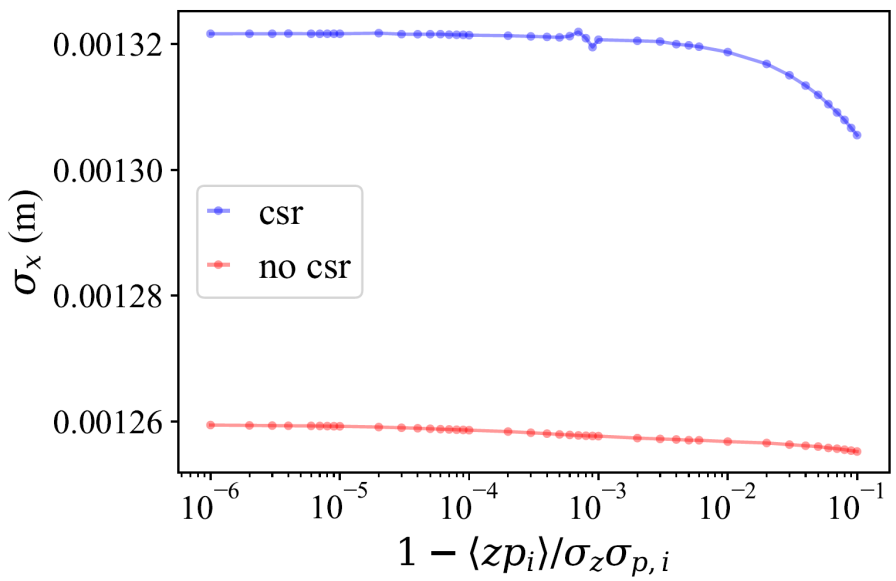 0.00132
0.00130
0.00128
0.00126
σₓ (m)
csr
no csr
10⁻⁶ 10⁻⁵ 10⁻⁴ 10⁻³ 10⁻² 10⁻¹
1 − ⟨zpᵢ⟩/σ_zσ_{p, i}